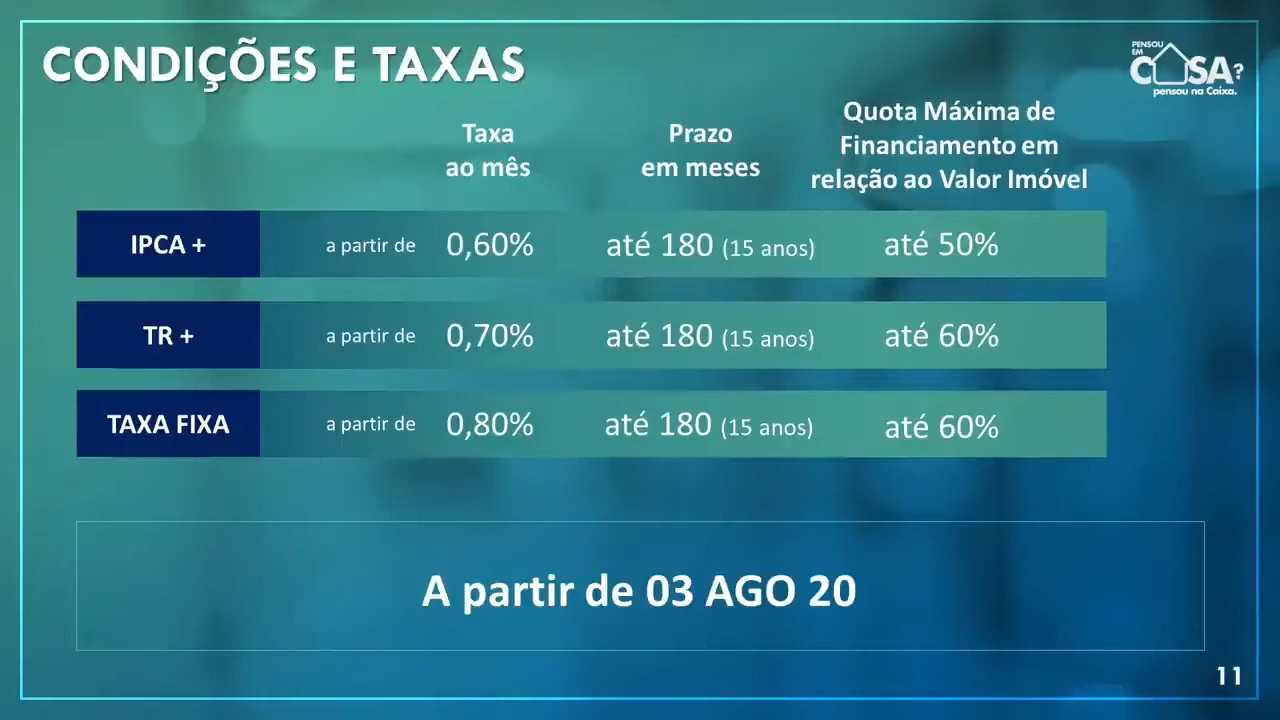 CONDIÇÕES E TAXAS
PENSOU
EM
CASA?
pensou na Caixa.
Taxa
ao mês
Prazo
em meses
Quota Máxima de
Financiamento em
relação ao Valor Imóvel
IPCA + a partir de 0,60% até 180 (15 anos) até 50%
TR + a partir de 0,70% até 180 (15 anos) até 60%
TAXA FIXA a partir de 0,80% até 180 (15 anos) até 60%
A partir de 03 AGO 20
11